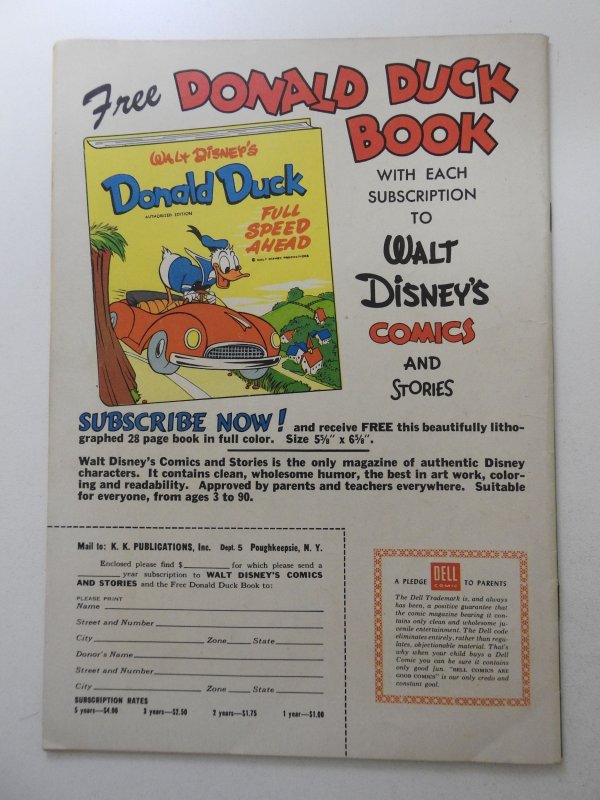 Free DONALD DUCK
BOOK
WITH EACH
SUBSCRIPTION
TO
WALT
DISNEY'S
COMICS
AND
STORIES
WALT DISNEY'S
Donald Duck
AUTHORIZED EDITION
FULL
SPEED
AHEAD
© WALT DISNEY PRODUCTIONS
SUBSCRIBE NOW! and receive FREE this beautifully litho-
graphed 28 page book in full color. Size 5⅝" x 6⅝".
Walt Disney's Comics and Stories is the only magazine of authentic Disney
characters. It contains clean, wholesome humor, the best in art work, color-
ing and readability. Approved by parents and teachers everywhere. Suitable
for everyone, from ages 3 to 90.
Mail to: K. K. PUBLICATIONS, Inc. Dept. 5 Poughkeepsie, N. Y.
Enclosed please find $________ for which please send a
________ year subscription to WALT DISNEY'S COMICS
AND STORIES and the Free Donald Duck Book to:
PLEASE PRINT
Name
Street and Number
City Zone State
Donor's Name
Street and Number
City Zone State
SUBSCRIPTION RATES
5 years—$4.00 3 years—$2.50 2 years—$1.75 1 year—$1.00
A PLEDGE DELL COMIC TO PARENTS
The Dell Trademark is, and always
has been, a positive guarantee that
the comic magazine bearing it con-
tains only clean and wholesome ju-
venile entertainment. The Dell code
eliminates entirely, rather than regu-
lates, objectionable material. That's
why when your child buys a Dell
Comic you can be sure it contains
only good fun. "DELL COMICS ARE
GOOD COMICS" is our only credo and
constant goal.